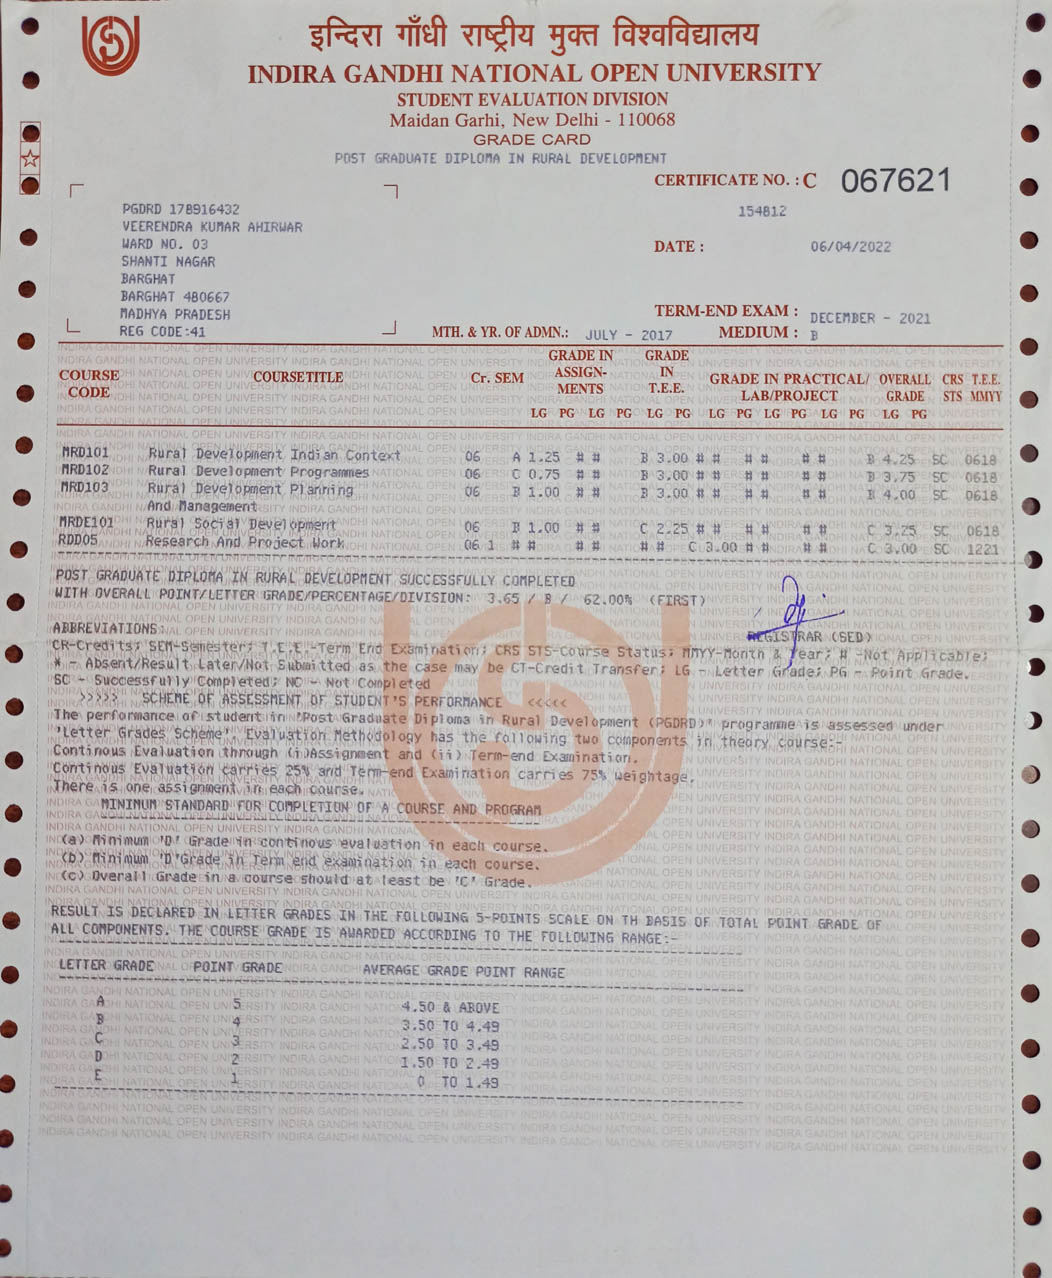 इन्दिरा गाँधी राष्ट्रीय मुक्त विश्वविद्यालय
INDIRA GANDHI NATIONAL OPEN UNIVERSITY
STUDENT EVALUATION DIVISION
Maidan Garhi, New Delhi - 110068
GRADE CARD
POST GRADUATE DIPLOMA IN RURAL DEVELOPMENT
CERTIFICATE NO. : C 067621
154812
PGDRD 178916432
VEERENDRA KUMAR AHIRWAR
WARD NO. 03
DATE : 06/04/2022
SHANTI NAGAR
BARGHAT
BARGHAT 480667
MADHYA PRADESH
TERM-END EXAM : DECEMBER - 2021
REG CODE:41
MTH. & YR. OF ADMN.: JULY - 2017 MEDIUM : B
COURSE CODE COURSETITLE Cr. SEM GRADE IN ASSIGN-MENTS GRADE IN T.E.E. GRADE IN PRACTICAL/ LAB/PROJECT OVERALL GRADE CRS STS T.E.E. MMYY
LG PG LG PG LG PG LG PG LG PG LG PG LG PG
MRD101 Rural Development Indian Context 06 A 1.25 # # B 3.00 # # # # # # B 4.25 SC 0618
MRD102 Rural Development Programmes 06 C 0.75 # # B 3.00 # # # # # # B 3.75 SC 0618
MRD103 Rural Development Planning 06 B 1.00 # # B 3.00 # # # # # # B 4.00 SC 0618
And Management
MRDE101 Rural Social Development 06 B 1.00 # # C 2.25 # # # # # # C 3.25 SC 0618
RDD05 Research And Project Work 06 1 # # # # # # C 3.00 # # # # C 3.00 SC 1221
POST GRADUATE DIPLOMA IN RURAL DEVELOPMENT SUCCESSFULLY COMPLETED
WITH OVERALL POINT/LETTER GRADE/PERCENTAGE/DIVISION: 3.65 / B / 62.00% (FIRST)
REGISTRAR (SED)
ABBREVIATIONS:
CR-Credits; SEM-Semester; T.E.E.-Term End Examination; CRS STS-Course Status; MMYY-Month & Year; # -Not Applicable;
* - Absent/Result Later/Not Submitted as the case may be CT-Credit Transfer; LG - Letter Grade; PG - Point Grade.
SC - Successfully Completed; NC - Not Completed
>>>>> SCHEME OF ASSESSMENT OF STUDENT'S PERFORMANCE <<<<<
The performance of student in "Post Graduate Diploma in Rural Development (PGDRD)" programme is assessed under
'Letter Grades Scheme'. Evaluation Methodology has the following two components in theory course:-
Continous Evaluation through (i)Assignment and (ii) Term-end Examination.
Continous Evaluation carries 25% and Term-end Examination carries 75% weightage.
There is one assignment in each course.
MINIMUM STANDARD FOR COMPLETION OF A COURSE AND PROGRAM
(a) Minimum 'D' Grade in continous evaluation in each course.
(b) Minimum 'D'Grade in Term end examination in each course.
(c) Overall Grade in a course should at least be 'C' Grade.
RESULT IS DECLARED IN LETTER GRADES IN THE FOLLOWING 5-POINTS SCALE ON TH BASIS OF TOTAL POINT GRADE OF
ALL COMPONENTS. THE COURSE GRADE IS AWARDED ACCORDING TO THE FOLLOWING RANGE:-
LETTER GRADE POINT GRADE AVERAGE GRADE POINT RANGE
A 5 4.50 & ABOVE
B 4 3.50 TO 4.49
C 3 2.50 TO 3.49
D 2 1.50 TO 2.49
E 1 0 TO 1.49